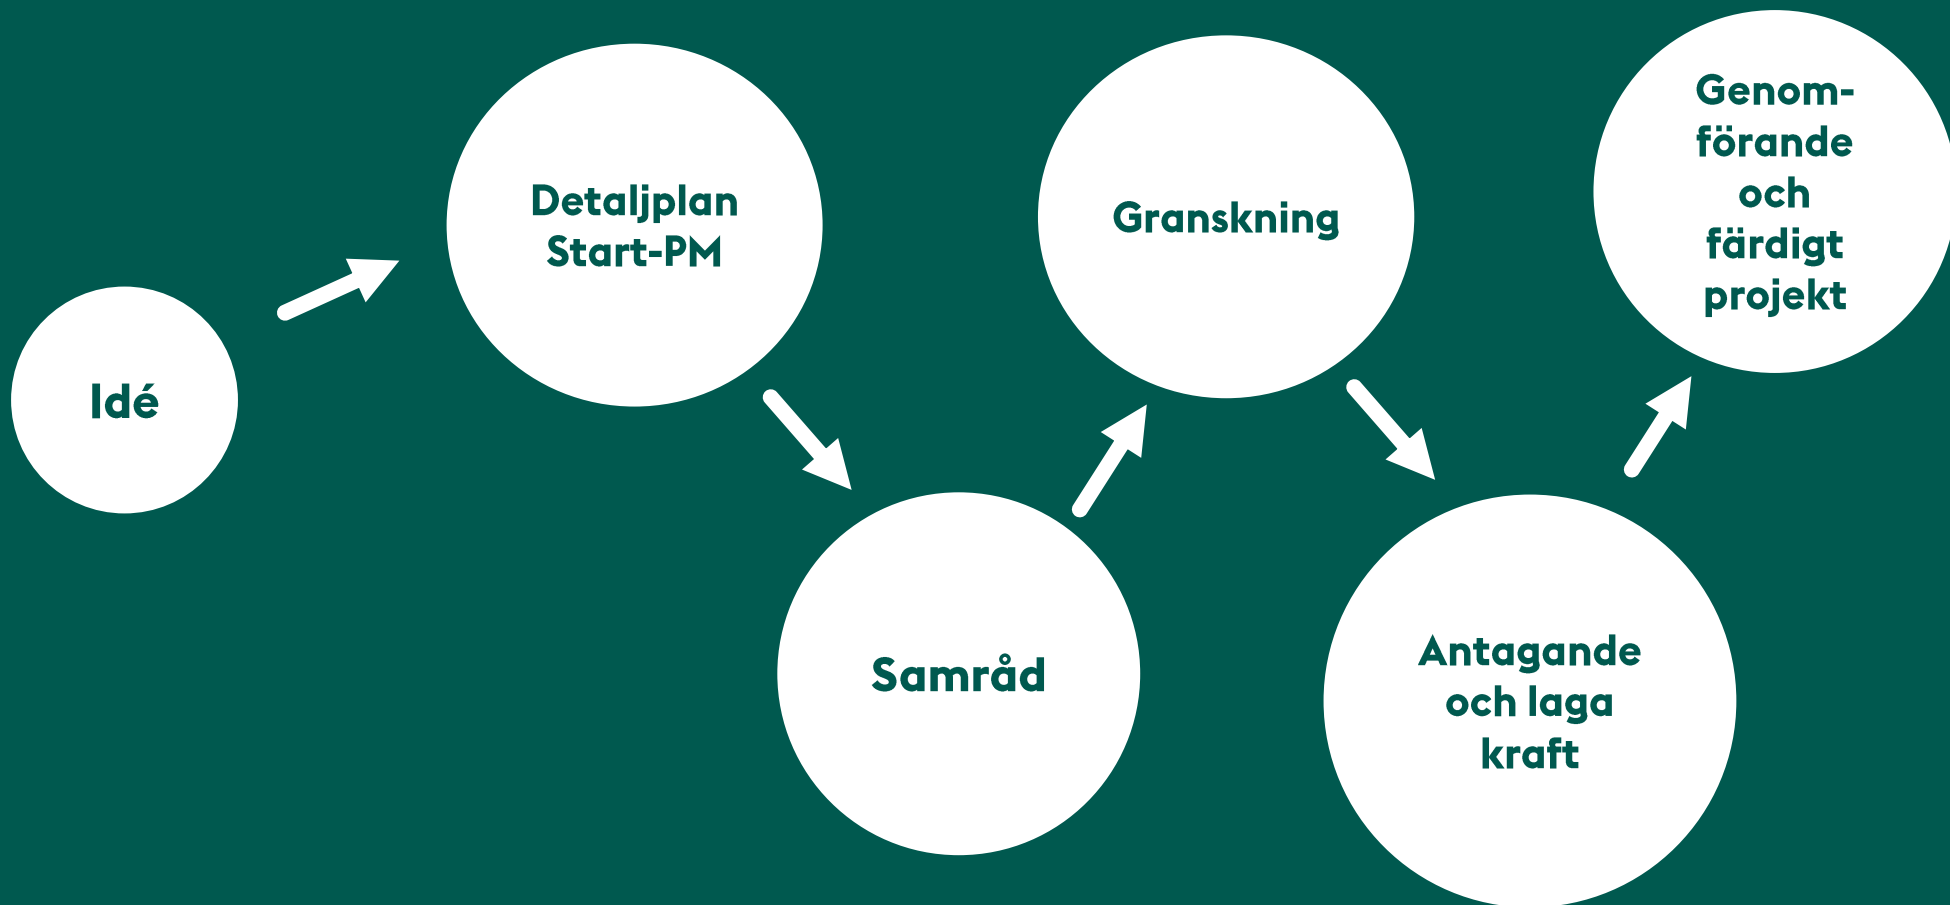 Idé
Detaljplan
Start-PM
Samråd
Granskning
Antagande
och laga
kraft
Genom-
förande
och
färdigt
projekt